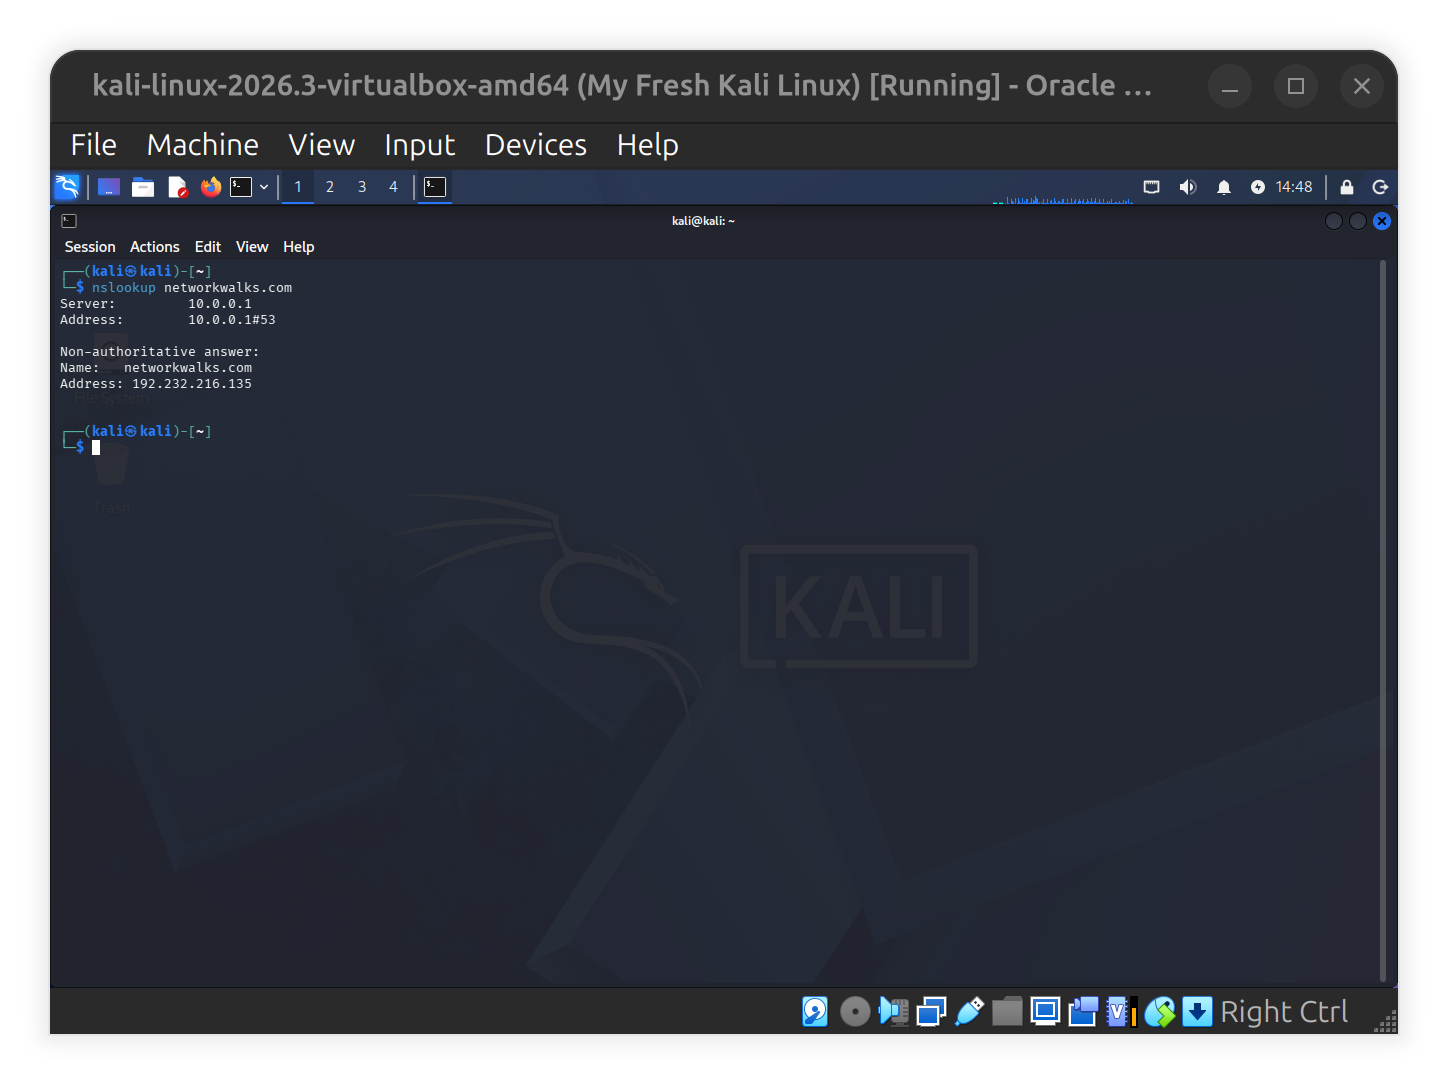 kali-linux-2026.3-virtualbox-amd64 (My Fresh Kali Linux) [Running] - Oracle ...
File Machine View Input Devices Help
1 2 3 4 14:48
kali@kali: ~
Session Actions Edit View Help
┌──(kali㉿kali)-[~]
└─$ nslookup networkwalks.com
Server: 10.0.0.1
Address: 10.0.0.1#53
Non-authoritative answer:
Name: networkwalks.com
Address: 192.232.216.135
File System
┌──(kali㉿kali)-[~]
└─$
Trash
KALI
Right Ctrl